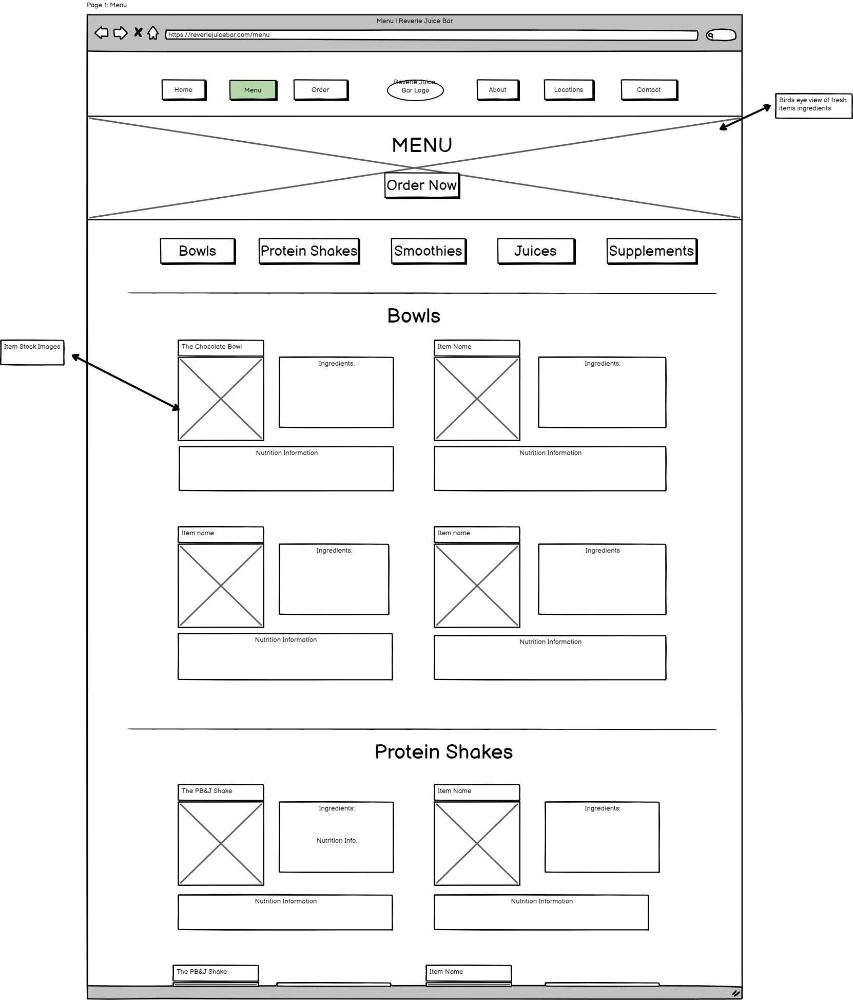 Page 1: Menu
Menu | Reverie Juice Bar
https://reveriejuicebar.com/menu
Home
Menu
Order
Reverie Juice
Bar Logo
About
Locations
Contact
Birds eye view of fresh
items ingredients
MENU
Order Now
Bowls
Protein Shakes
Smoothies
Juices
Supplements
Bowls
Item Stock Images
The Chocolate Bowl
Ingredients:
Nutrition Information
Item Name
Ingredients:
Nutrition Information
Item name
Ingredients:
Nutrition Information
Item name
Ingredients
Nutrition Information
Protein Shakes
The PB&J Shake
Ingredients:
Nutrition Info:
Nutrition Information
Item Name
Ingredients:
Nutrition Information
The PB&J Shake
Item Name